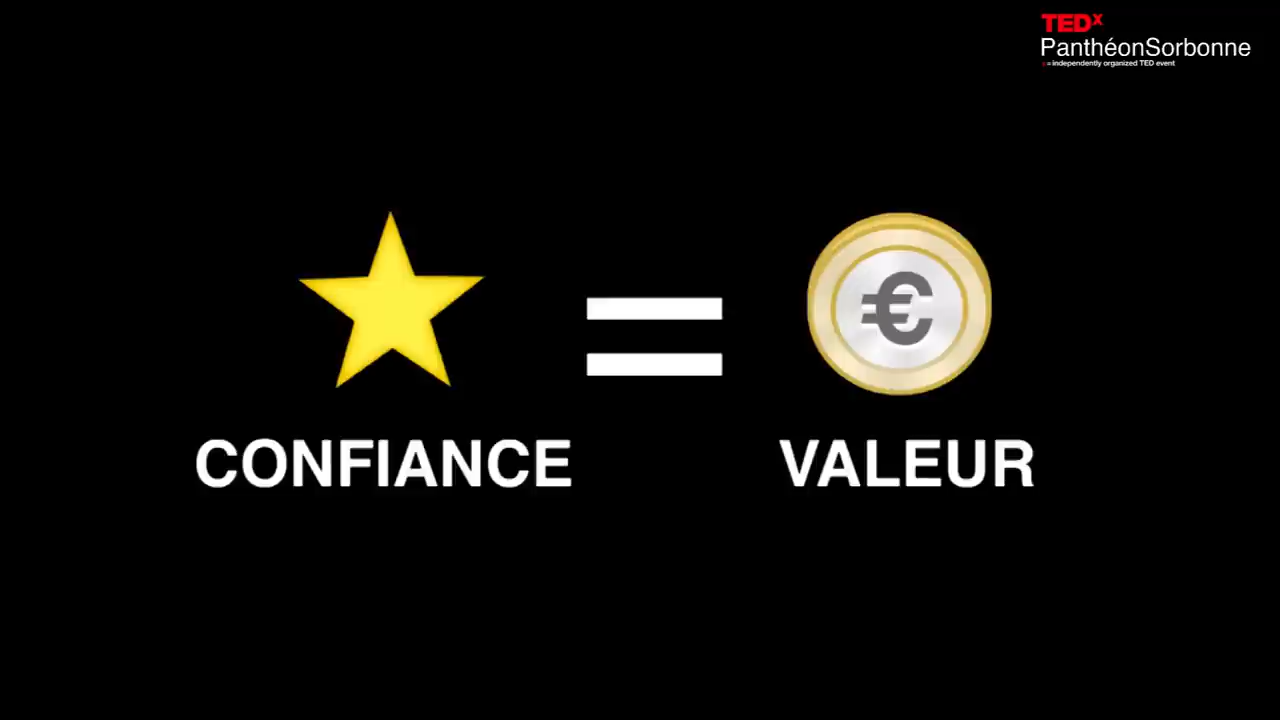 TEDx
PanthéonSorbonne
x = independently organized TED event
=
€
CONFIANCE
VALEUR